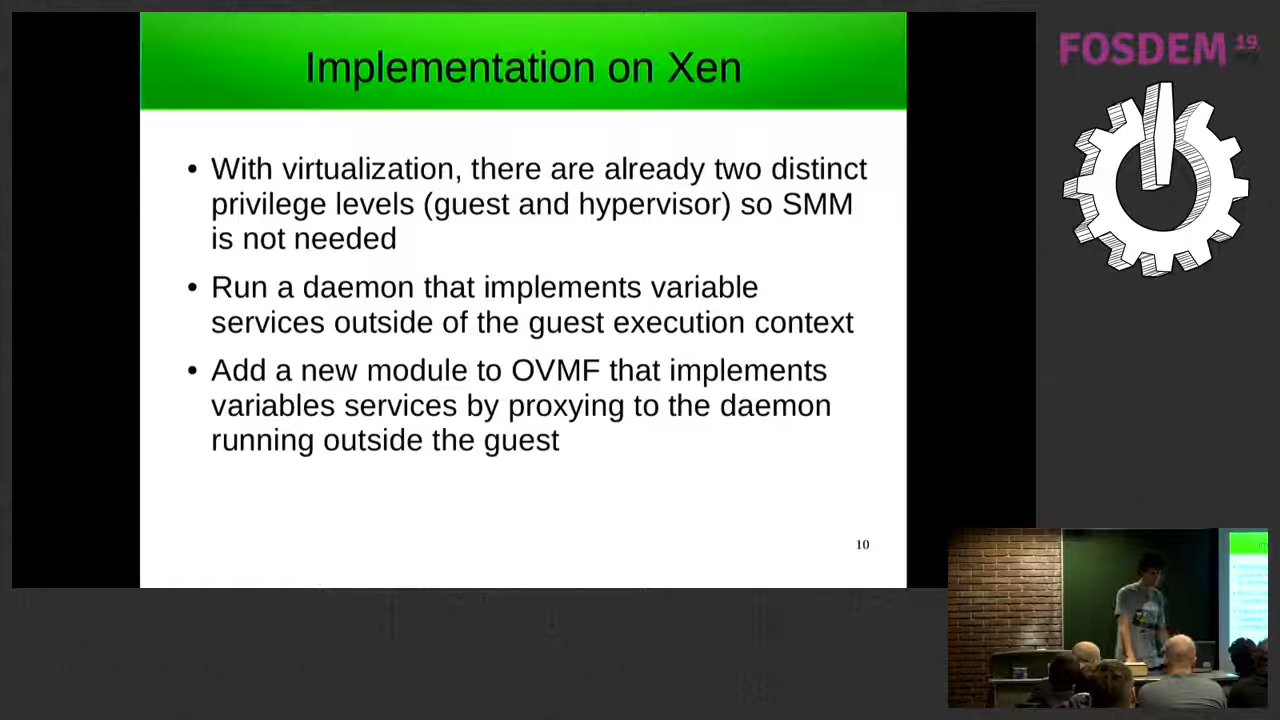 Implementation on Xen
FOSDEM 19
• With virtualization, there are already two distinct
privilege levels (guest and hypervisor) so SMM
is not needed
• Run a daemon that implements variable
services outside of the guest execution context
• Add a new module to OVMF that implements
variables services by proxying to the daemon
running outside the guest
10